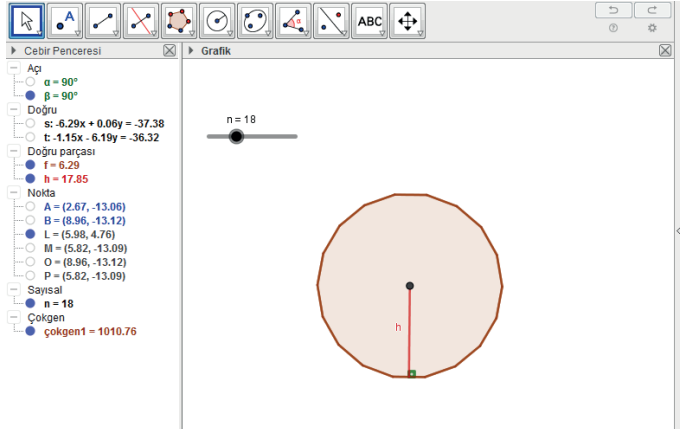 A
α
ABC
Cebir Penceresi
Grafik
Açı
α = 90°
β = 90°
Doğru
s: -6.29x + 0.06y = -37.38
t: -1.15x - 6.19y = -36.32
Doğru parçası
f = 6.29
h = 17.85
Nokta
A = (2.67, -13.06)
B = (8.96, -13.12)
L = (5.98, 4.76)
M = (5.82, -13.09)
O = (8.96, -13.12)
P = (5.82, -13.09)
Sayısal
n = 18
Çokgen
çokgen1 = 1010.76
n = 18
h